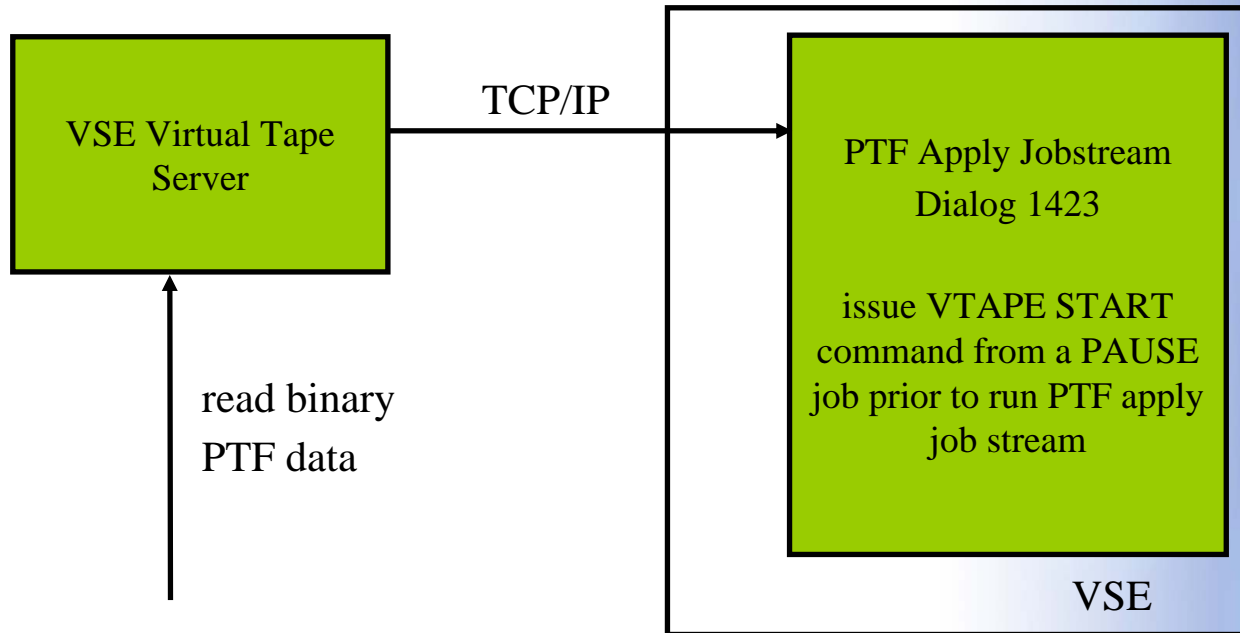 VSE Virtual Tape
Server
TCP/IP
read binary
PTF data
PTF Apply Jobstream
Dialog 1423
issue VTAPE START
command from a PAUSE
job prior to run PTF apply
job stream
VSE